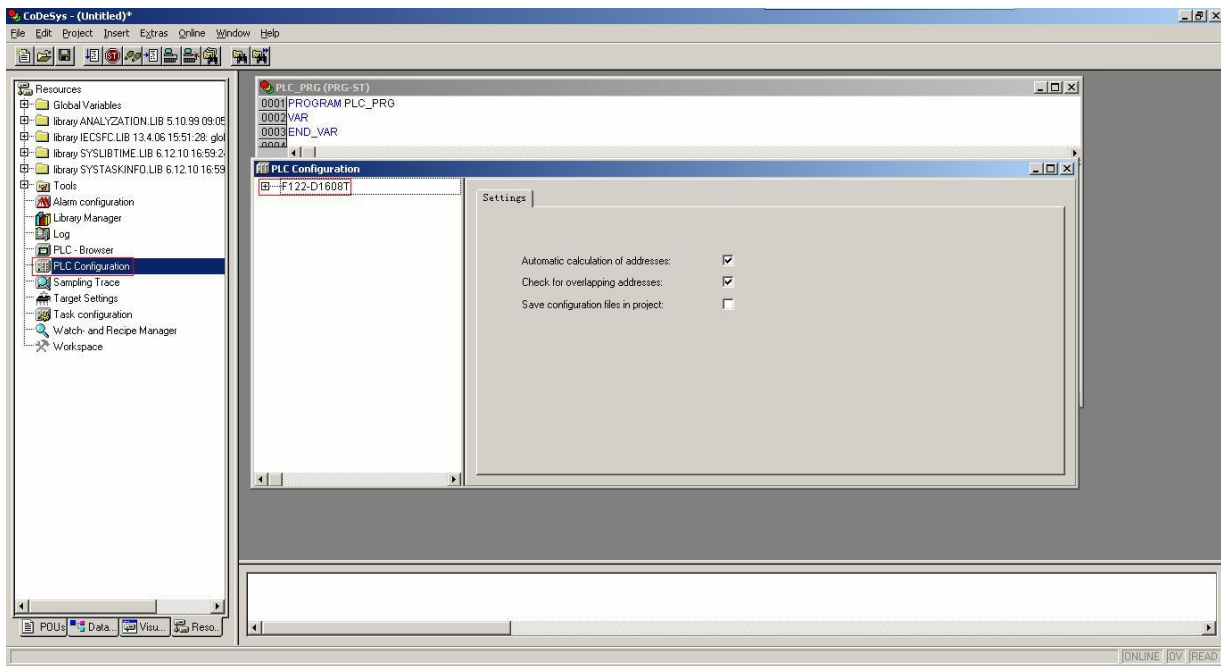 CoDeSys - (Untitled)*
File Edit Project Insert Extras Online Window Help
Resources
Global Variables
library ANALYZATION.LIB 5.10.99 09:05
library IECSFC.LIB 13.4.06 15:51:28: glo
library SYSLIBTIME.LIB 6.12.10 16:59:2
library SYSTASKINFO.LIB 6.12.10 16:59
Tools
Alarm configuration
Library Manager
Log
PLC - Browser
PLC Configuration
Sampling Trace
Target Settings
Task configuration
Watch- and Recipe Manager
Workspace
POUs Data... Visu... Reso...
PLC_PRG (PRG-ST)
0001 PROGRAM PLC_PRG
0002 VAR
0003 END_VAR
0004
PLC Configuration
F122-D1608T
Settings
Automatic calculation of addresses:
Check for overlapping addresses:
Save configuration files in project:
ONLINE OV READ